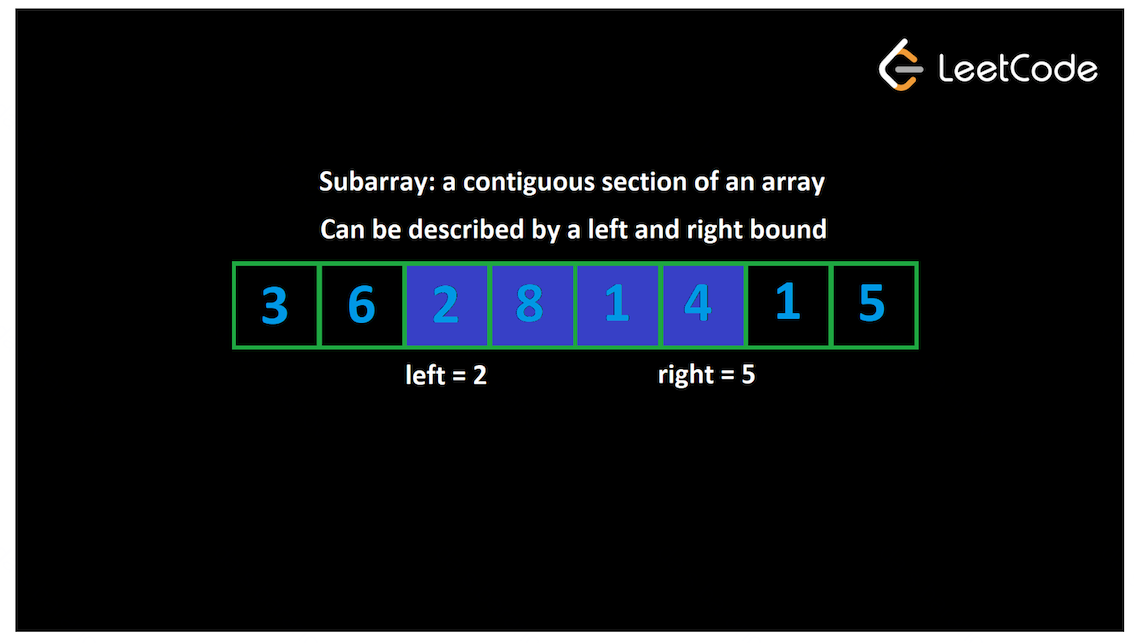 LeetCode
Subarray: a contiguous section of an array
Can be described by a left and right bound
3 6 2 8 1 4 1 5
left = 2 right = 5